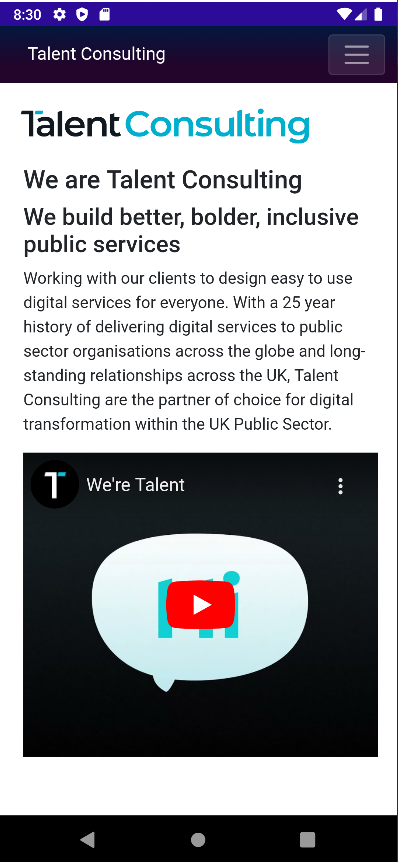 8:30
Talent Consulting
Talent Consulting
We are Talent Consulting
We build better, bolder, inclusive
public services
Working with our clients to design easy to use
digital services for everyone. With a 25 year
history of delivering digital services to public
sector organisations across the globe and long-
standing relationships across the UK, Talent
Consulting are the partner of choice for digital
transformation within the UK Public Sector.
T
We're Talent
Hi